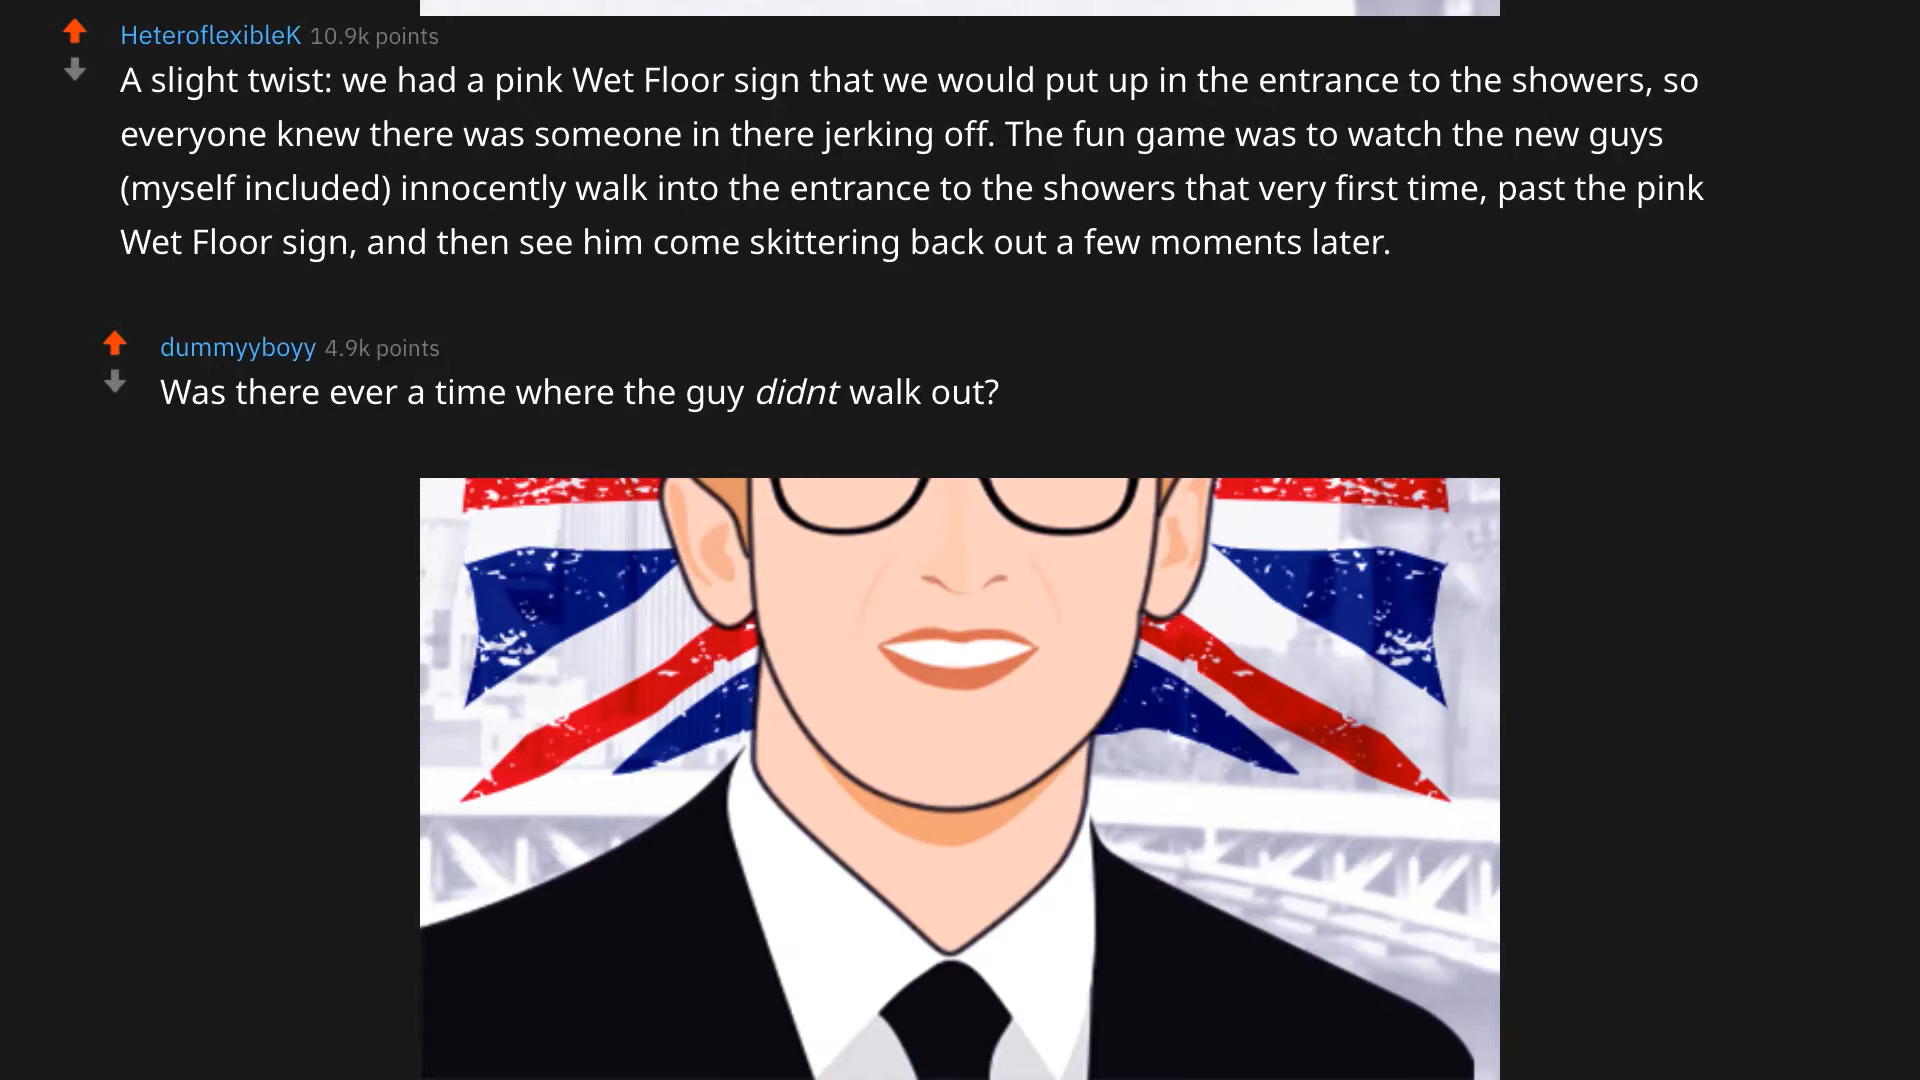 HeteroflexibleK 10.9k points
A slight twist: we had a pink Wet Floor sign that we would put up in the entrance to the showers, so
everyone knew there was someone in there jerking off. The fun game was to watch the new guys
(myself included) innocently walk into the entrance to the showers that very first time, past the pink
Wet Floor sign, and then see him come skittering back out a few moments later.
dummyyboyy 4.9k points
Was there ever a time where the guy didnt walk out?